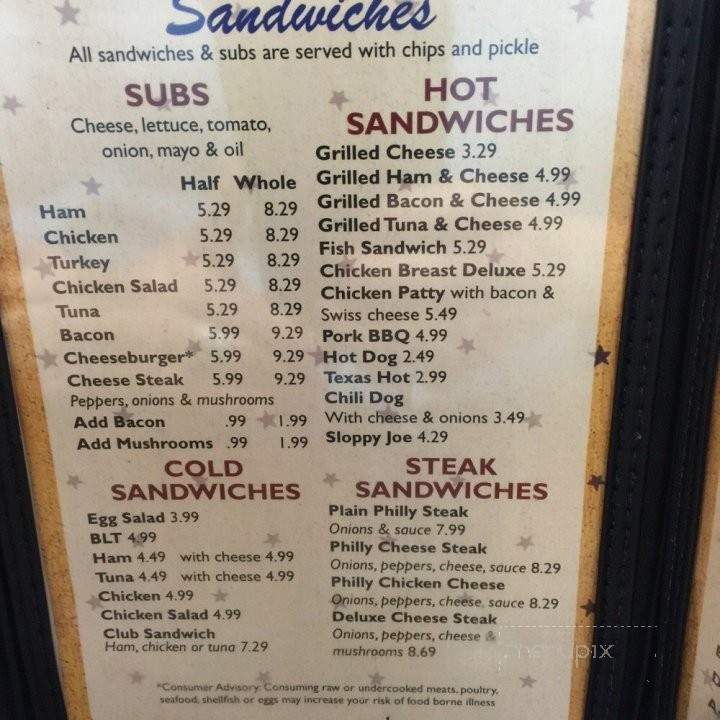 Sandwiches
All sandwiches & subs are served with chips and pickle
SUBS
Cheese, lettuce, tomato,
onion, mayo & oil
Half Whole
Ham 5.29 8.29
Chicken 5.29 8.29
Turkey 5.29 8.29
Chicken Salad 5.29 8.29
Tuna 5.29 8.29
Bacon 5.99 9.29
Cheeseburger* 5.99 9.29
Cheese Steak 5.99 9.29
Peppers, onions & mushrooms
Add Bacon .99 1.99
Add Mushrooms .99 1.99
COLD
SANDWICHES
Egg Salad 3.99
BLT 4.99
Ham 4.49 with cheese 4.99
Tuna 4.49 with cheese 4.99
Chicken 4.99
Chicken Salad 4.99
Club Sandwich
Ham, chicken or tuna 7.29
HOT
SANDWICHES
Grilled Cheese 3.29
Grilled Ham & Cheese 4.99
Grilled Bacon & Cheese 4.99
Grilled Tuna & Cheese 4.99
Fish Sandwich 5.29
Chicken Breast Deluxe 5.29
Chicken Patty with bacon &
Swiss cheese 5.49
Pork BBQ 4.99
Hot Dog 2.49
Texas Hot 2.99
Chili Dog
With cheese & onions 3.49
Sloppy Joe 4.29
STEAK
SANDWICHES
Plain Philly Steak
Onions & sauce 7.99
Philly Cheese Steak
Onions, peppers, cheese, sauce 8.29
Philly Chicken Cheese
Onions, peppers, cheese, sauce 8.29
Deluxe Cheese Steak
Onions, peppers, cheese &
mushrooms 8.69
*Consumer Advisory: Consuming raw or undercooked meats, poultry,
seafood, shellfish or eggs may increase your risk of food borne illness